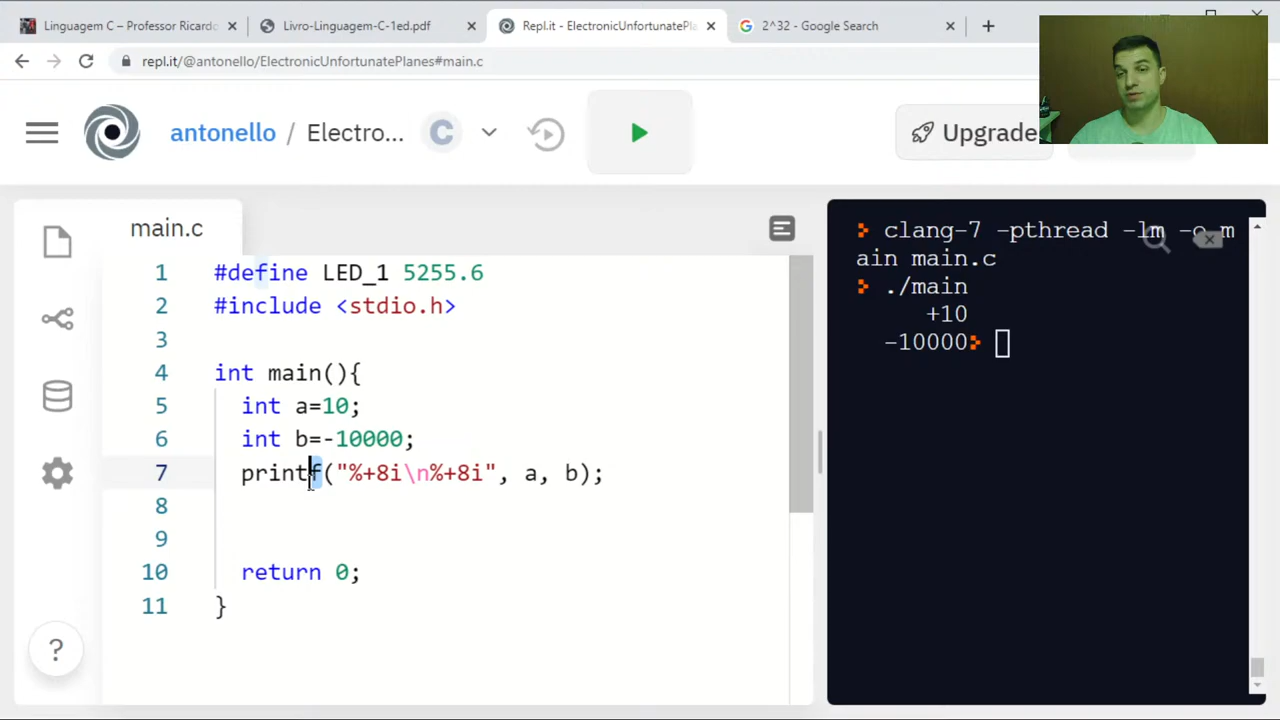 Linguagem C – Professor Ricardo
Livro-Linguagem-C-1ed.pdf
Repl.it - ElectronicUnfortunatePla
2^32 - Google Search
repl.it/@antonello/ElectronicUnfortunatePlanes#main.c
antonello / Electro... C
Upgrade
main.c
1 #define LED_1 5255.6
2 #include <stdio.h>
3
4 int main(){
5 int a=10;
6 int b=-10000;
7 printf("%+8i\n%+8i", a, b);
8
9
10 return 0;
11 }
?
clang-7 -pthread -lm -o m
ain main.c
./main
+10
-10000